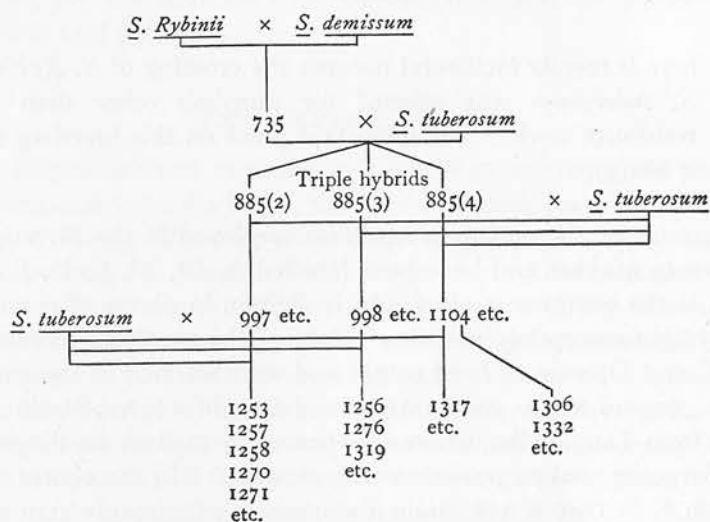 S. Rybinii × S. demissum
735 × S. tuberosum
Triple hybrids
885(2) 885(3) 885(4) × S. tuberosum
S. tuberosum × 997 etc. 998 etc. 1104 etc.
1253 1256 1317 1306
1257 1276 etc. 1332
1258 1319 etc.
1270 etc.
1271
etc.